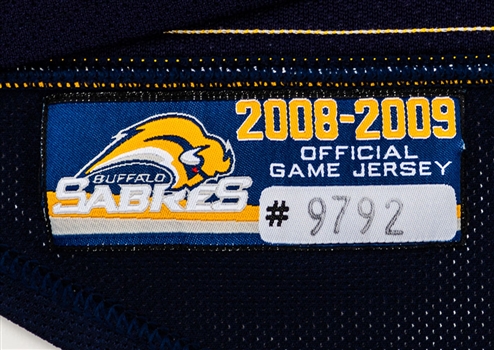 2008-2009
OFFICIAL
GAME JERSEY
BUFFALO
SABRES
# 9792